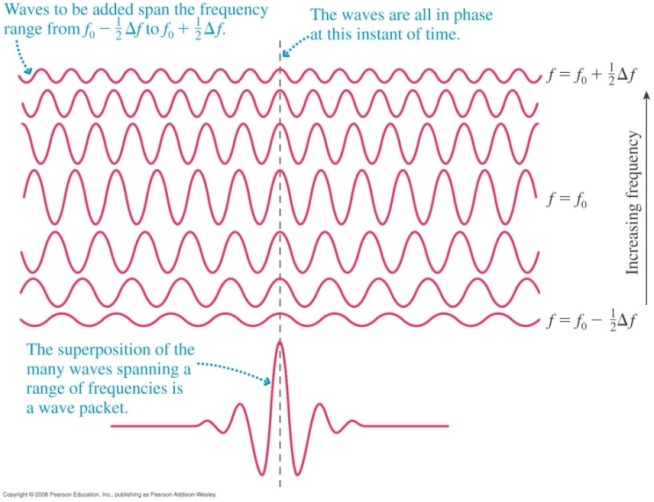 Waves to be added span the frequency
range from f₀ − ½Δf to f₀ + ½Δf.
The waves are all in phase
at this instant of time.
f = f₀ + ½Δf
f = f₀
Increasing frequency
f = f₀ − ½Δf
The superposition of the
many waves spanning a
range of frequencies is
a wave packet.
Copyright © 2008 Pearson Education, Inc., publishing as Pearson Addison-Wesley.